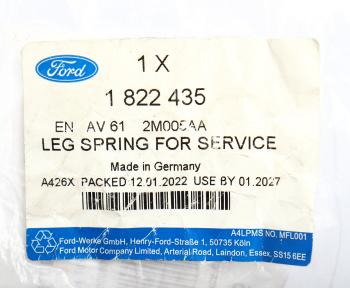 Ford
1 X
1 822 435
EN AV 61 2M005AA
LEG SPRING FOR SERVICE
Made in Germany
A426X PACKED 12.01.2022 USE BY 01.2027
A4LPMS NO. MFL001
Ford-Werke GmbH, Henry-Ford-Straße 1, 50735 Köln
Ford Motor Company Limited, Arterial Road, Laindon, Essex, SS15 6EE